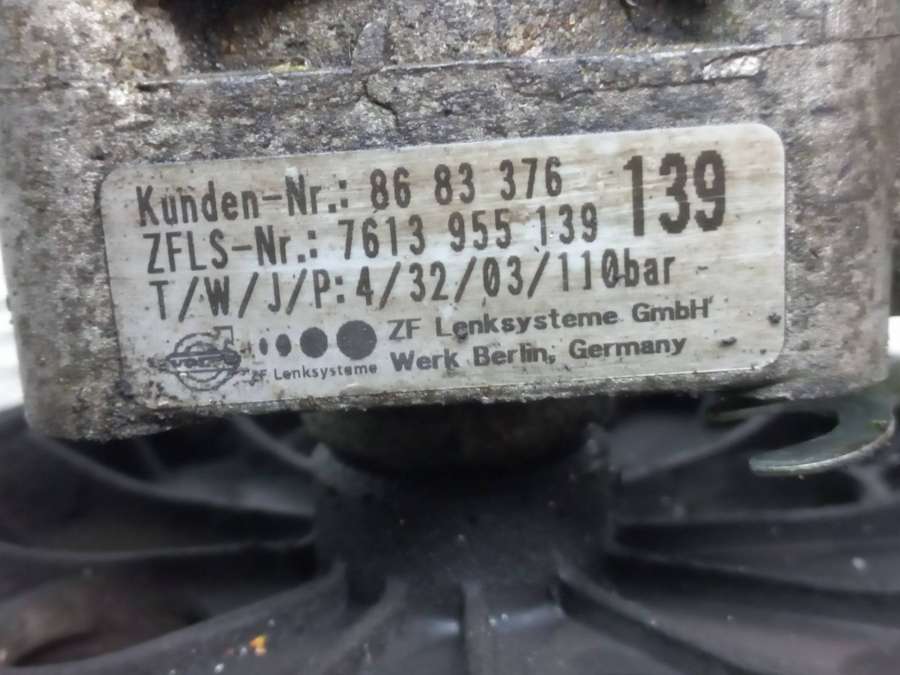 Kunden-Nr.: 86 83 376
139
ZFLS-Nr.: 7613 955 139
T/W/J/P: 4/32/03/110bar
VOLVO
ZF Lenksysteme
ZF Lenksysteme GmbH
Werk Berlin, Germany